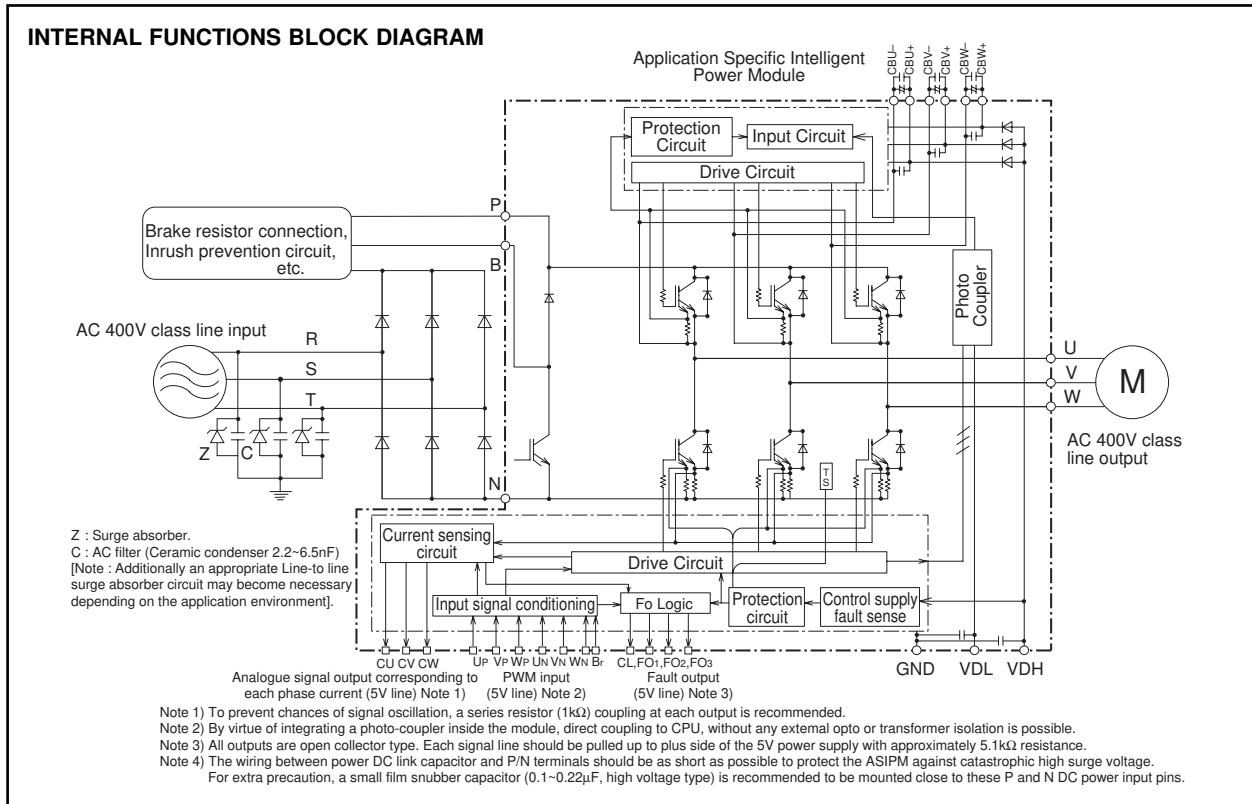 INTERNAL FUNCTIONS BLOCK DIAGRAM
Application Specific Intelligent
Power Module
CBU–
CBU+
CBV–
CBV+
CBW–
CBW+
Protection
Circuit
Input Circuit
Drive Circuit
P
Brake resistor connection,
Inrush prevention circuit,
etc.
B
Photo
Coupler
AC 400V class line input
R
S
T
U
V
W
M
Z
C
AC 400V class
line output
TS
N
Z : Surge absorber.
C : AC filter (Ceramic condenser 2.2~6.5nF)
[Note : Additionally an appropriate Line-to line
surge absorber circuit may become necessary
depending on the application environment].
Current sensing
circuit
Drive Circuit
Input signal conditioning
Fo Logic
Protection
circuit
Control supply
fault sense
CU CV CW
UP VP WP UN VN WN Br
CL,FO1,FO2,FO3
GND VDL VDH
Analogue signal output corresponding to
each phase current (5V line) Note 1)
PWM input
(5V line) Note 2)
Fault output
(5V line) Note 3)
Note 1) To prevent chances of signal oscillation, a series resistor (1kΩ) coupling at each output is recommended.
Note 2) By virtue of integrating a photo-coupler inside the module, direct coupling to CPU, without any extemal opto or transformer isolation is possible.
Note 3) All outputs are open collector type. Each signal line should be pulled up to plus side of the 5V power supply with approximately 5.1kΩ resistance.
Note 4) The wiring between power DC link capacitor and P/N terminals should be as short as possible to protect the ASIPM against catastrophic high surge voltage.
For extra precaution, a small film snubber capacitor (0.1~0.22μF, high voltage type) is recommended to be mounted close to these P and N DC power input pins.